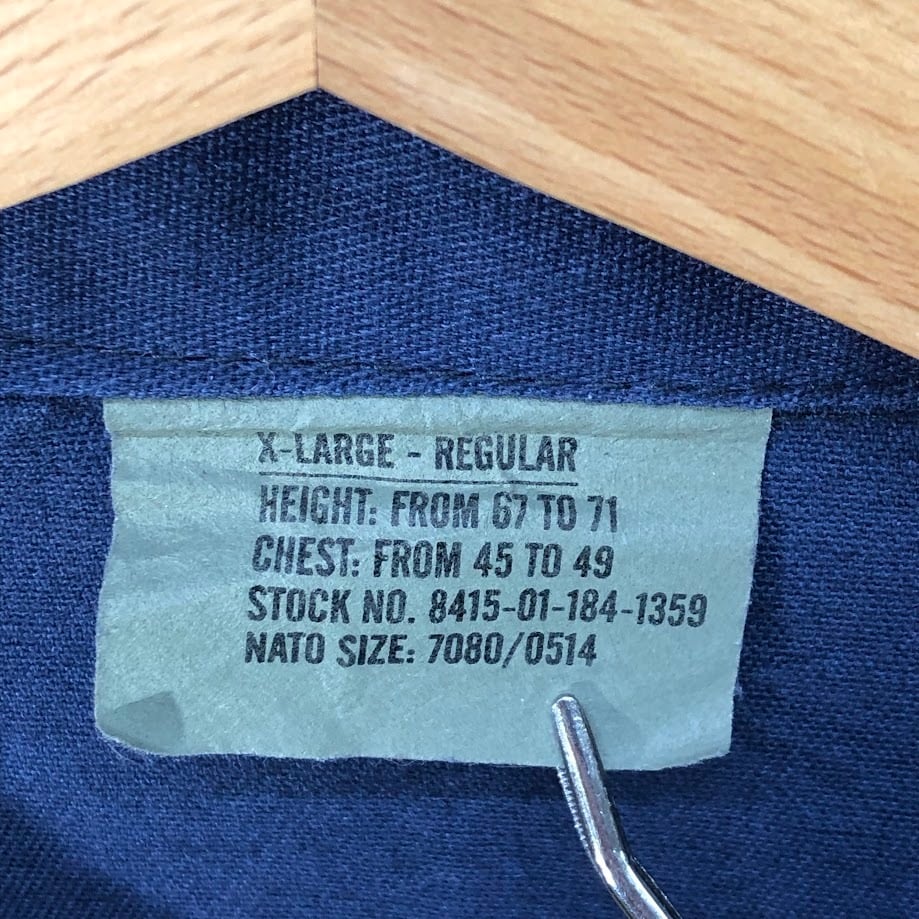 X-LARGE - REGULAR
HEIGHT: FROM 67 TO 71
CHEST: FROM 45 TO 49
STOCK NO. 8415-01-184-1359
NATO SIZE: 7080/0514